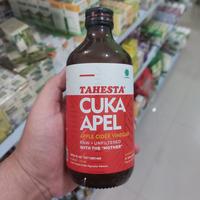 TAHESTA
CUKA
APEL
APPLE CIDER VINEGAR
RAW • UNFILTERED
WITH THE "MOTHER"